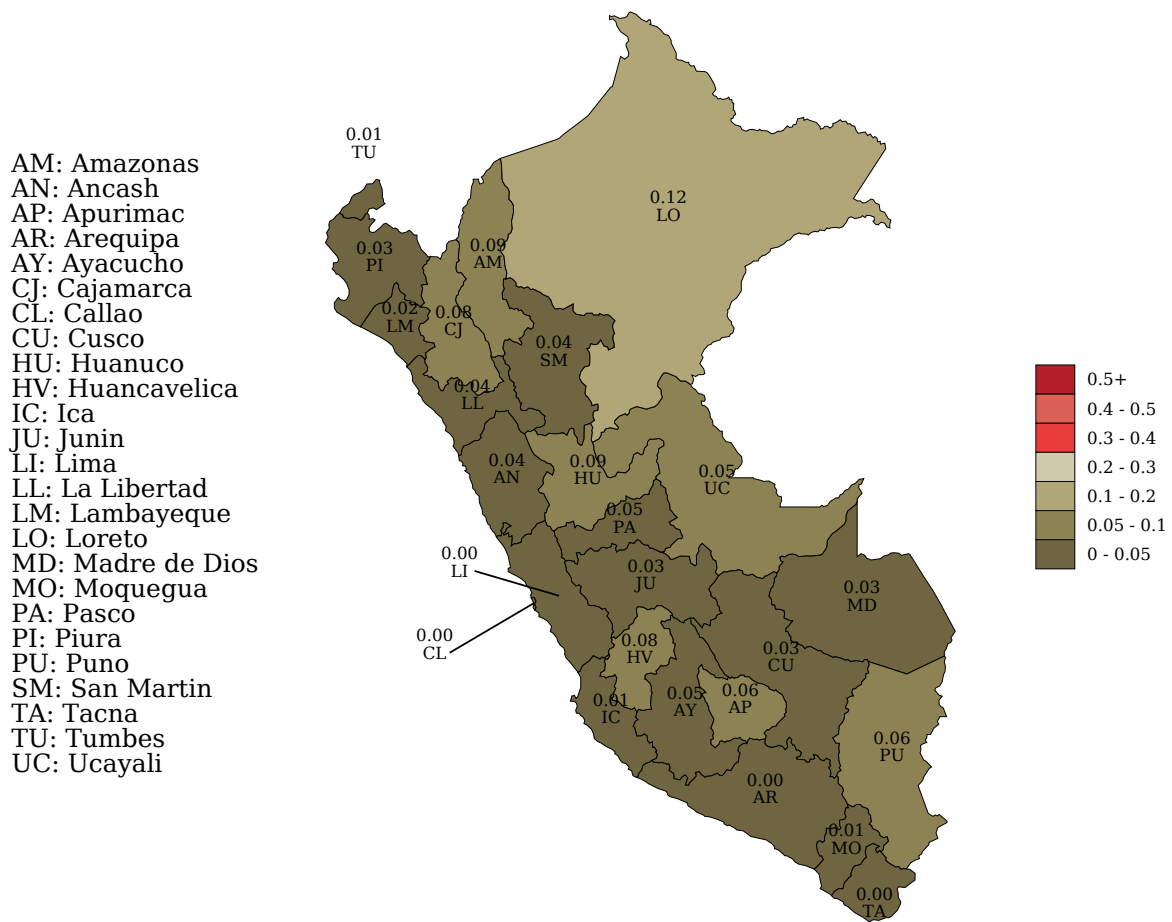 AM: Amazonas
AN: Ancash
AP: Apurimac
AR: Arequipa
AY: Ayacucho
CJ: Cajamarca
CL: Callao
CU: Cusco
HU: Huanuco
HV: Huancavelica
IC: Ica
JU: Junin
LI: Lima
LL: La Libertad
LM: Lambayeque
LO: Loreto
MD: Madre de Dios
MO: Moquegua
PA: Pasco
PI: Piura
PU: Puno
SM: San Martin
TA: Tacna
TU: Tumbes
UC: Ucayali
0.01
TU
0.12
LO
0.03
PI
0.09
AM
0.02
LM
0.08
CJ
0.04
SM
0.04
LL
0.04
AN
0.09
HU
0.05
UC
0.05
PA
0.00
LI
0.03
JU
0.03
MD
0.00
CL
0.08
HV
0.03
CU
0.01
IC
0.05
AY
0.06
AP
0.06
PU
0.00
AR
0.01
MO
0.00
TA
0.5+
0.4 - 0.5
0.3 - 0.4
0.2 - 0.3
0.1 - 0.2
0.05 - 0.1
0 - 0.05